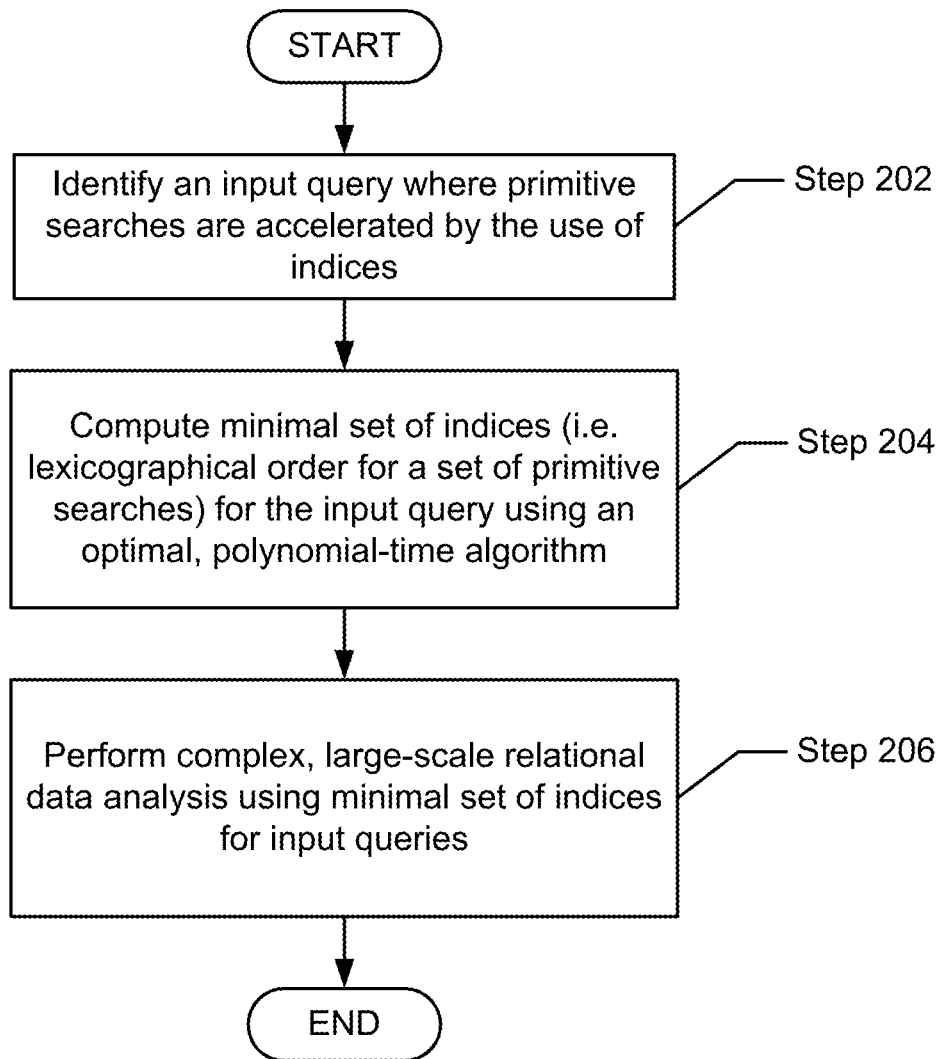 START
Identify an input query where primitive
searches are accelerated by the use of
indices
Step 202
Compute minimal set of indices (i.e.
lexicographical order for a set of primitive
searches) for the input query using an
optimal, polynomial-time algorithm
Step 204
Perform complex, large-scale relational
data analysis using minimal set of indices
for input queries
Step 206
END